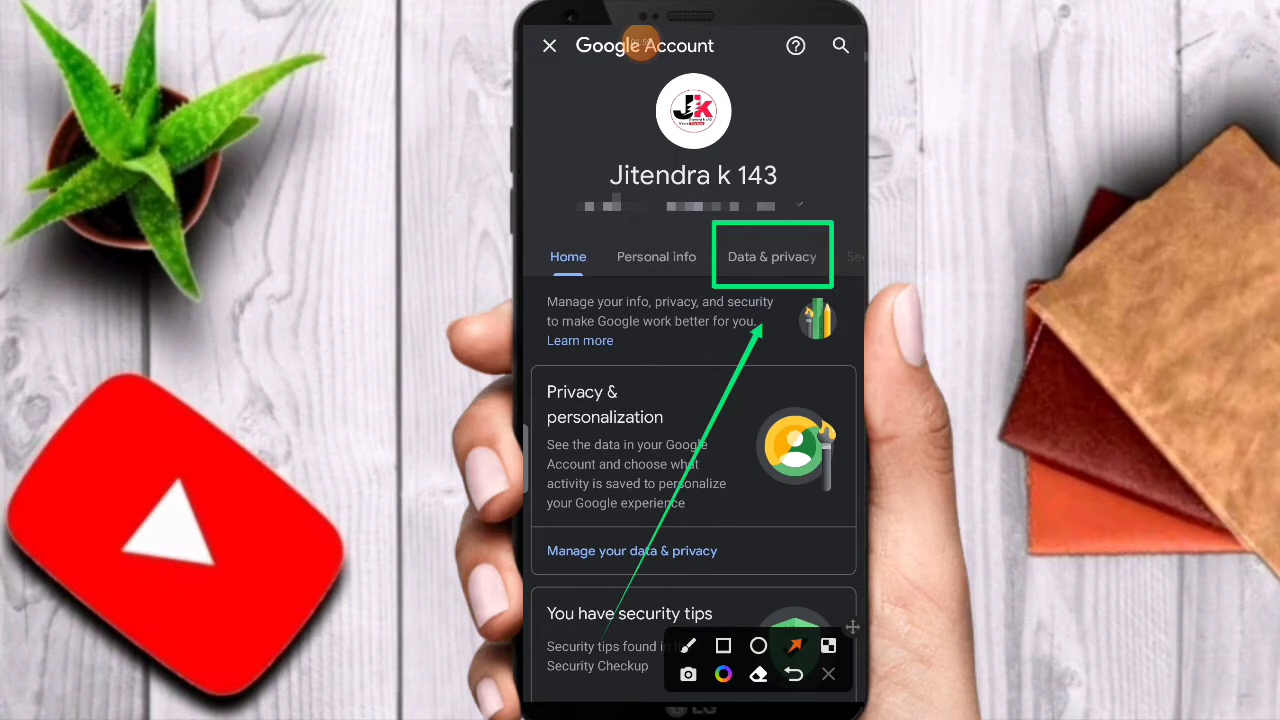 Google Account
Jk
Jitendra k 143
Home
Personal info
Data & privacy
Manage your info, privacy, and security
to make Google work better for you.
Learn more
Privacy &
personalization
See the data in your Google
Account and choose what
activity is saved to personalize
your Google experience
Manage your data & privacy
You have security tips
Security tips found in
Security Checkup
LG